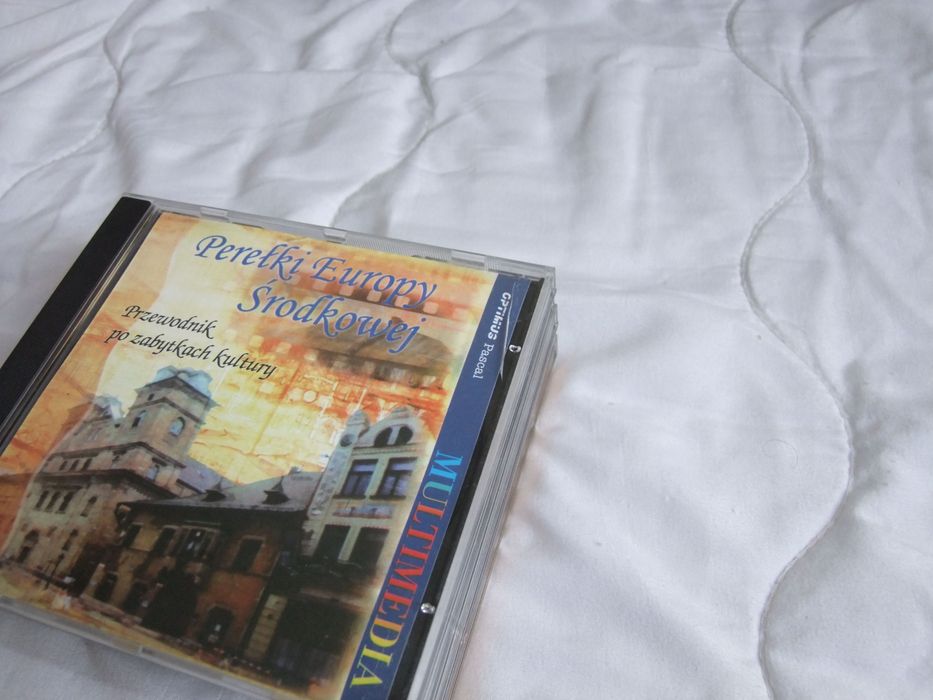 Perełki Europy
Środkowej
Przewodnik
po zabytkach kultury
OPTIMUS Pascal
MULTIMEDIA